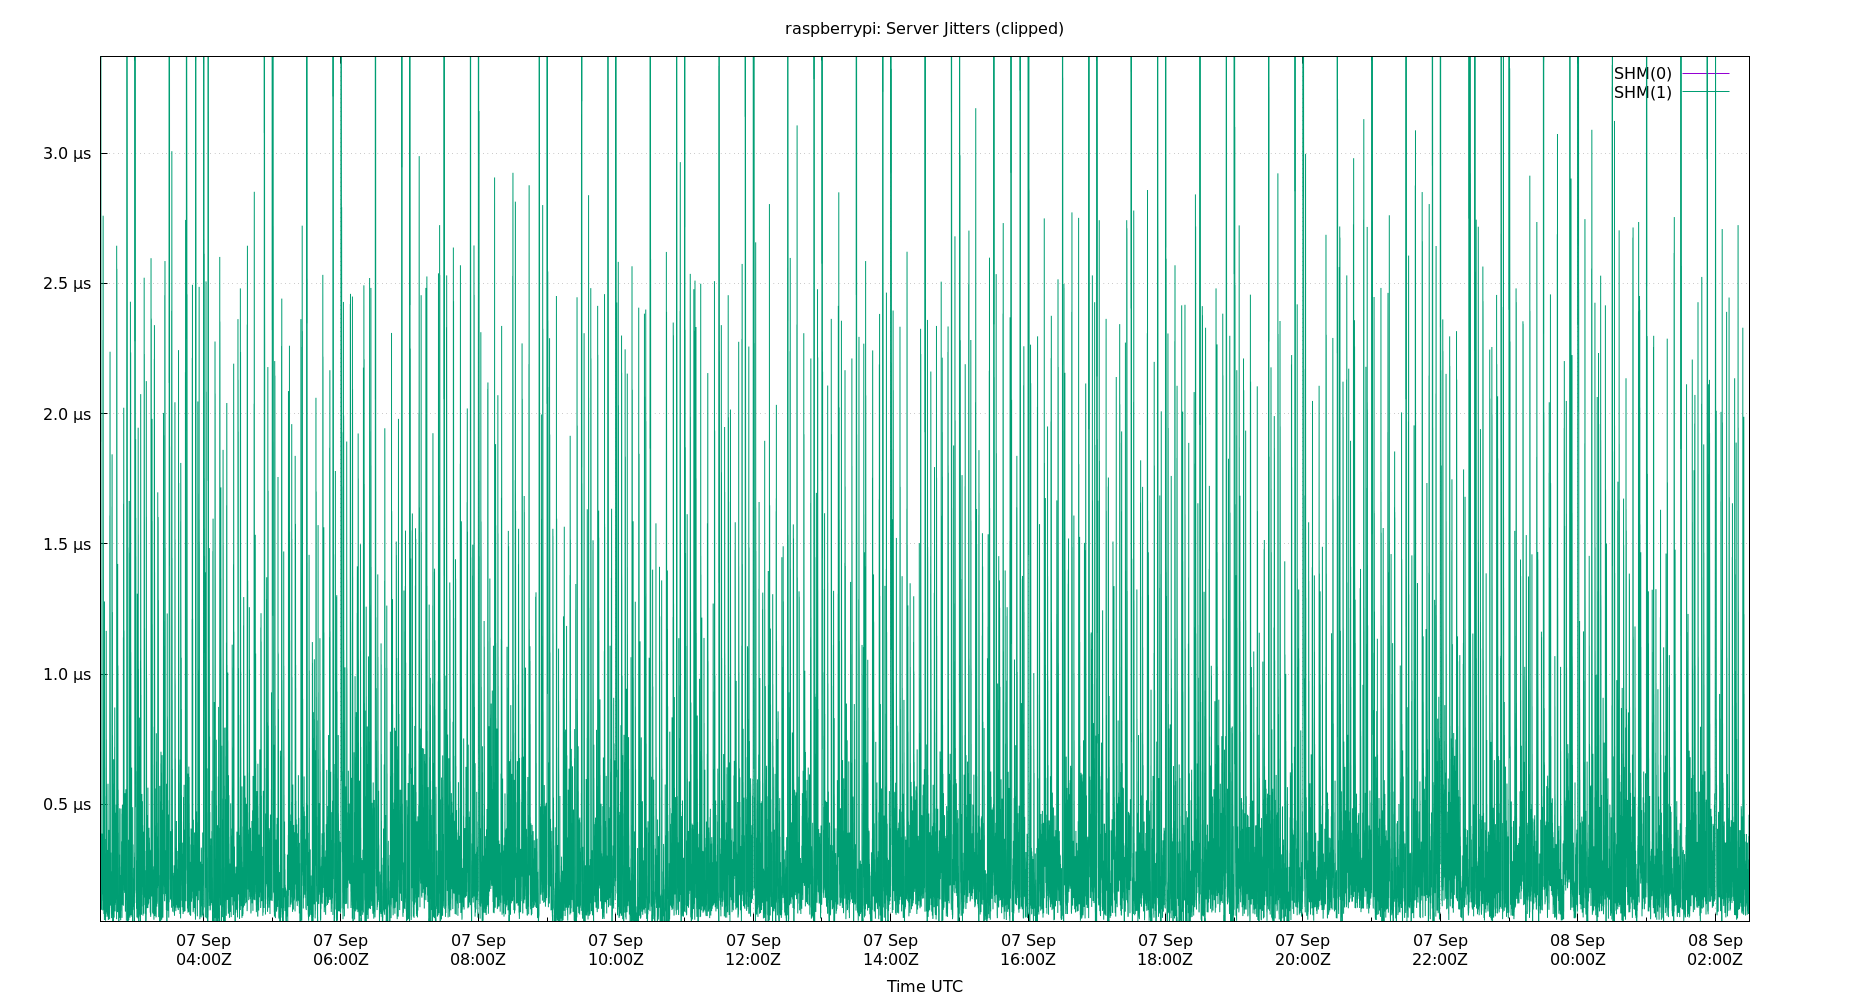 raspberrypi: Server Jitters (clipped)
SHM(0)
SHM(1)
3.0 µs
2.5 µs
2.0 µs
1.5 µs
1.0 µs
0.5 µs
07 Sep 07 Sep 07 Sep 07 Sep 07 Sep 07 Sep 07 Sep 07 Sep 07 Sep 07 Sep 08 Sep 08 Sep
04:00Z 06:00Z 08:00Z 10:00Z 12:00Z 14:00Z 16:00Z 18:00Z 20:00Z 22:00Z 00:00Z 02:00Z
Time UTC